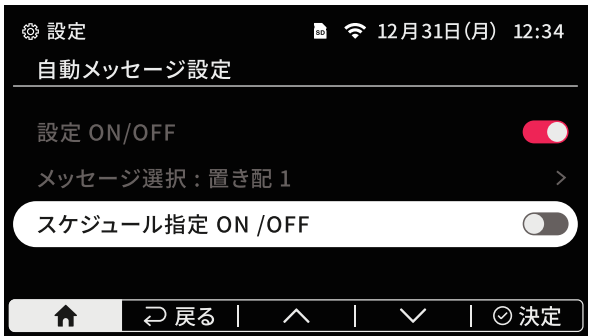 設定 SD 12月31日(月) 12:34
自動メッセージ設定
設定 ON/OFF
メッセージ選択：置き配 1
スケジュール指定 ON /OFF
戻る 決定